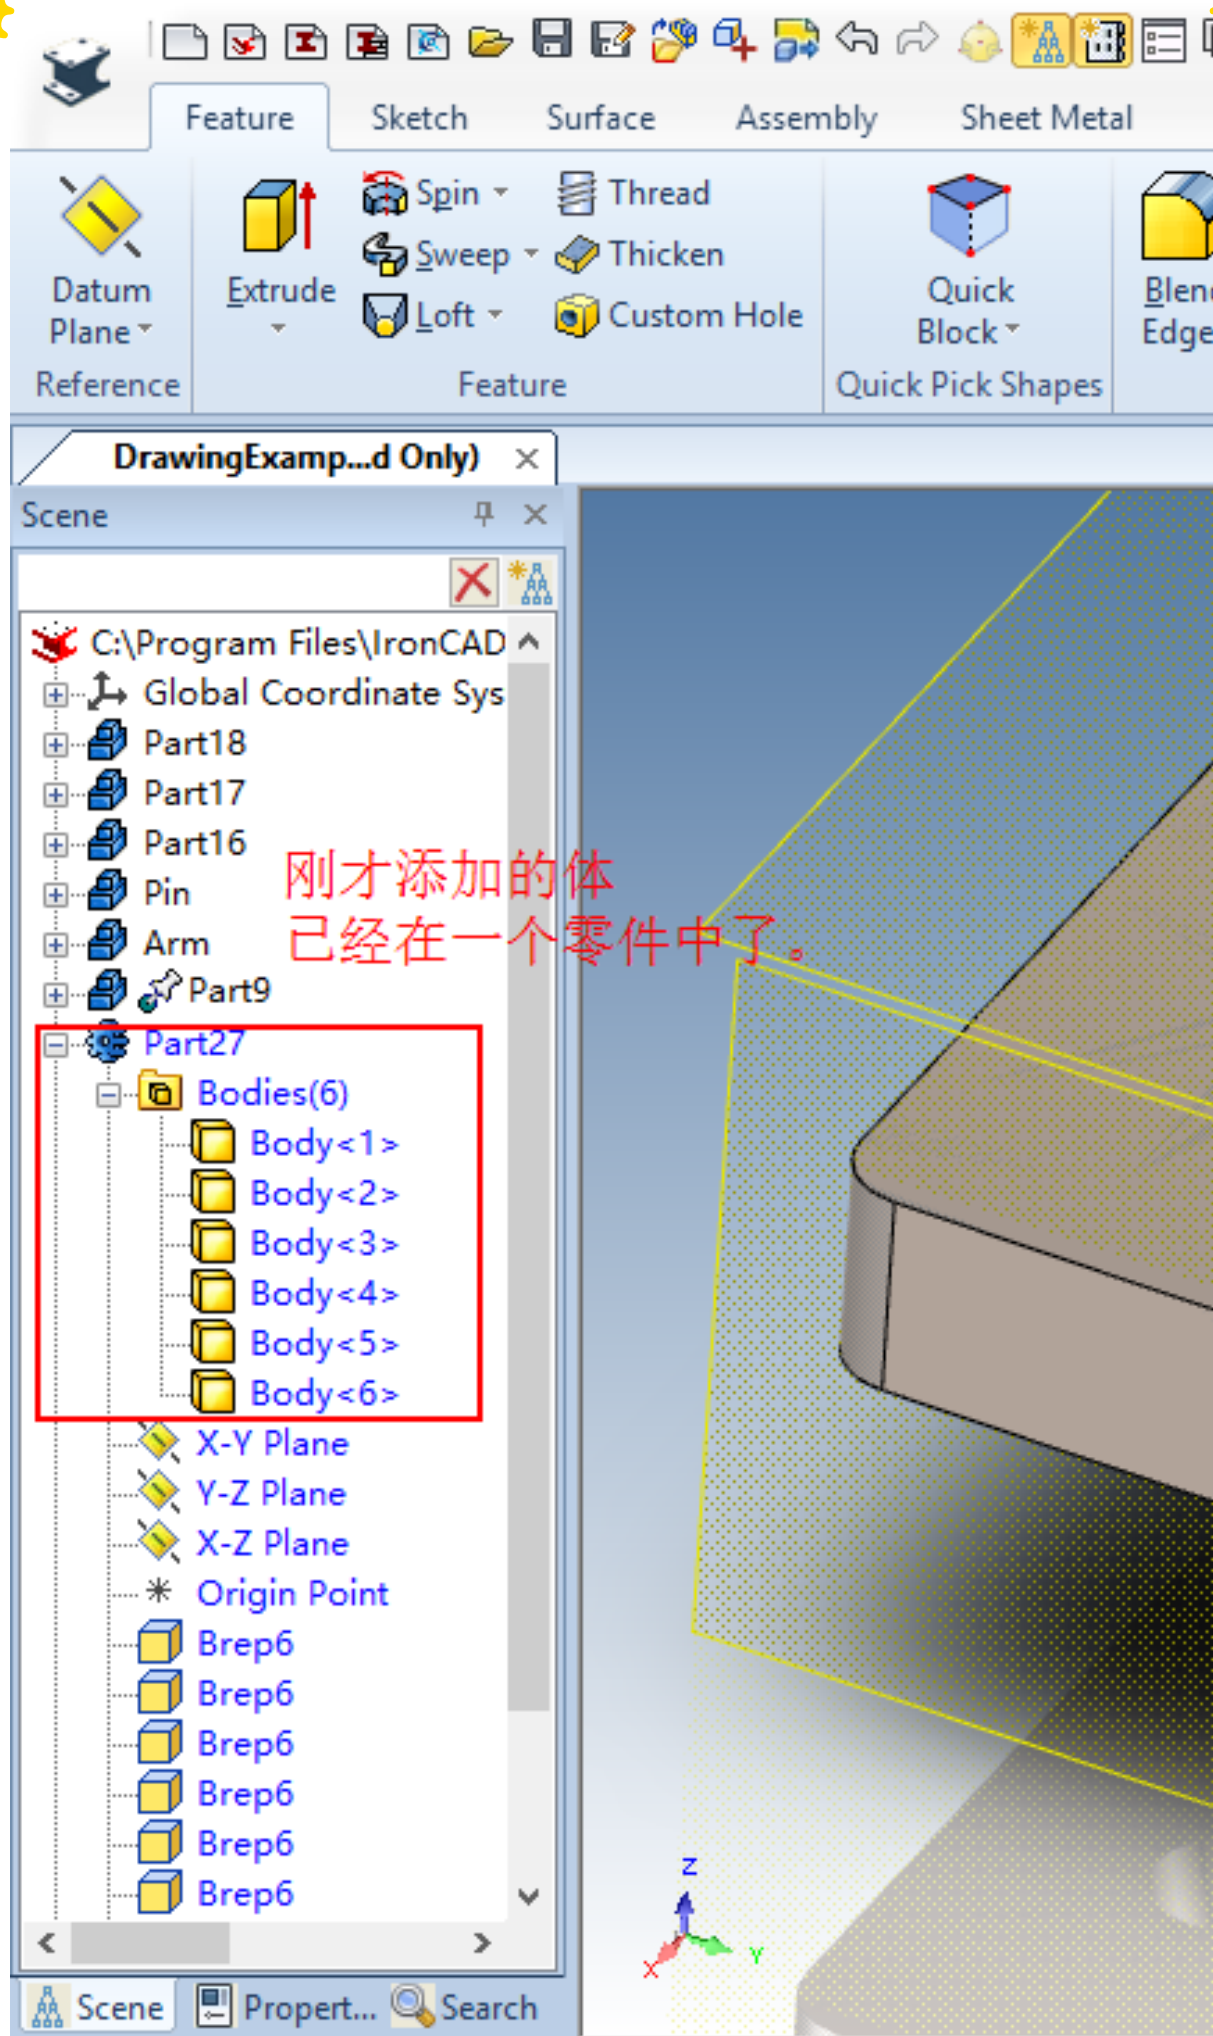 Feature Sketch Surface Assembly Sheet Metal
Spin Thread
Sweep Thicken
Loft Custom Hole
Datum
Plane
Extrude
Quick
Block
Edge
Reference Feature Quick Pick Shapes
DrawingExamp...d Only)
Scene
C:\Program Files\IronCAD
Global Coordinate Sys
Part18
Part17
Part16
Pin
Arm
Part9
刚才添加的体
已经在一个零件中了。
Part27
Bodies(6)
Body<1>
Body<2>
Body<3>
Body<4>
Body<5>
Body<6>
X-Y Plane
Y-Z Plane
X-Z Plane
Origin Point
Brep6
Brep6
Brep6
Brep6
Brep6
Brep6
Z
X
Y
Scene Propert... Search